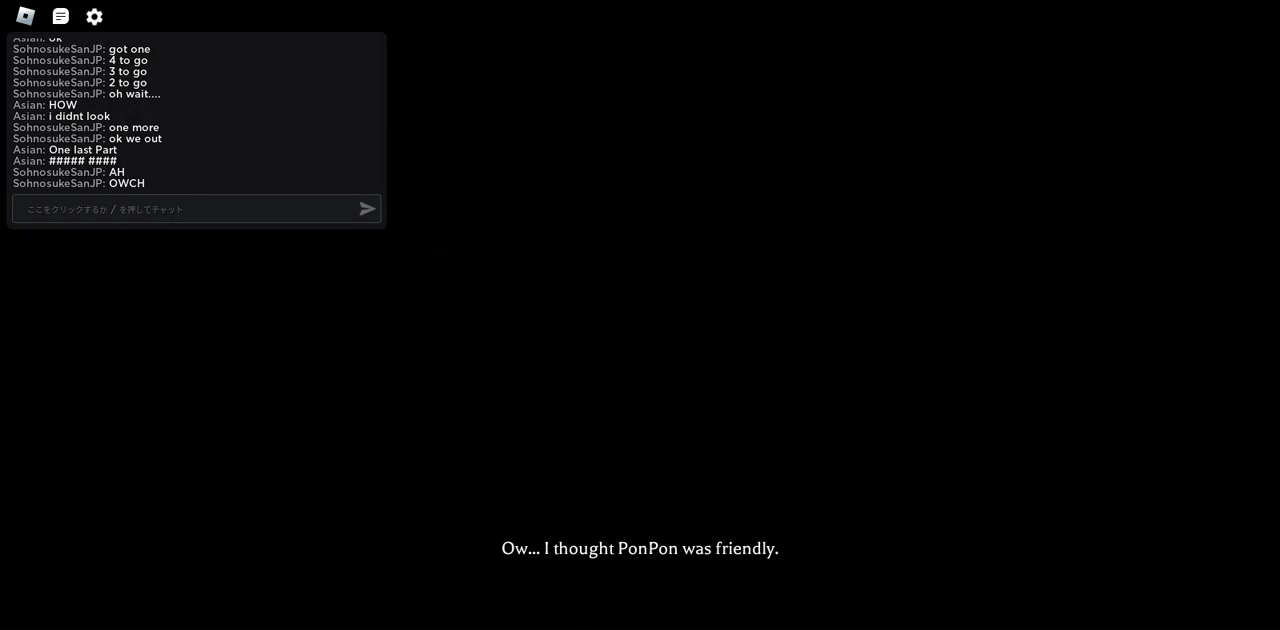 Asian: ok
SohnosukeSanJP: got one
SohnosukeSanJP: 4 to go
SohnosukeSanJP: 3 to go
SohnosukeSanJP: 2 to go
SohnosukeSanJP: oh wait....
Asian: HOW
Asian: i didnt look
SohnosukeSanJP: one more
SohnosukeSanJP: ok we out
Asian: One last Part
Asian: ##### ####
SohnosukeSanJP: AH
SohnosukeSanJP: OWCH
ここをクリックするか / を押してチャット
Ow... I thought PonPon was friendly.